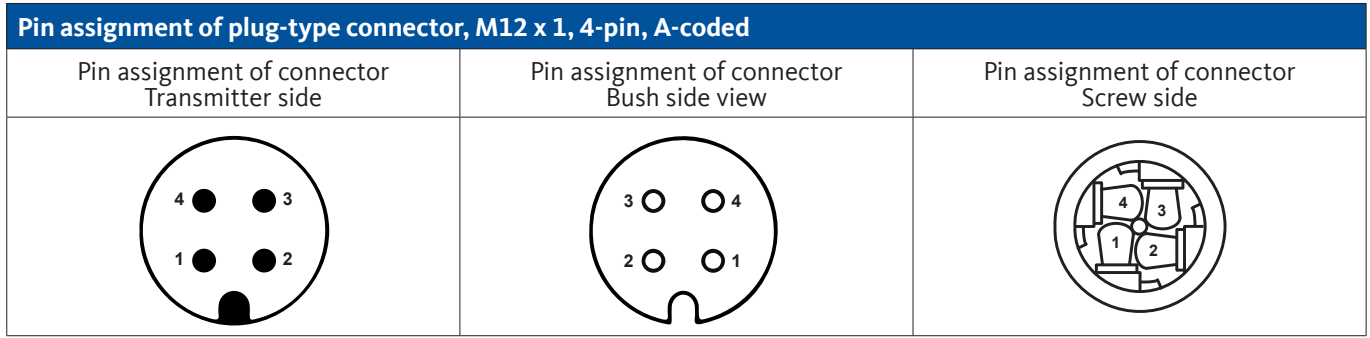 Pin assignment of plug-type connector, M12 x 1, 4-pin, A-coded
Pin assignment of connector
Transmitter side
Pin assignment of connector
Bush side view
Pin assignment of connector
Screw side
4 3
1 2
3 4
2 1
4 3
1 2